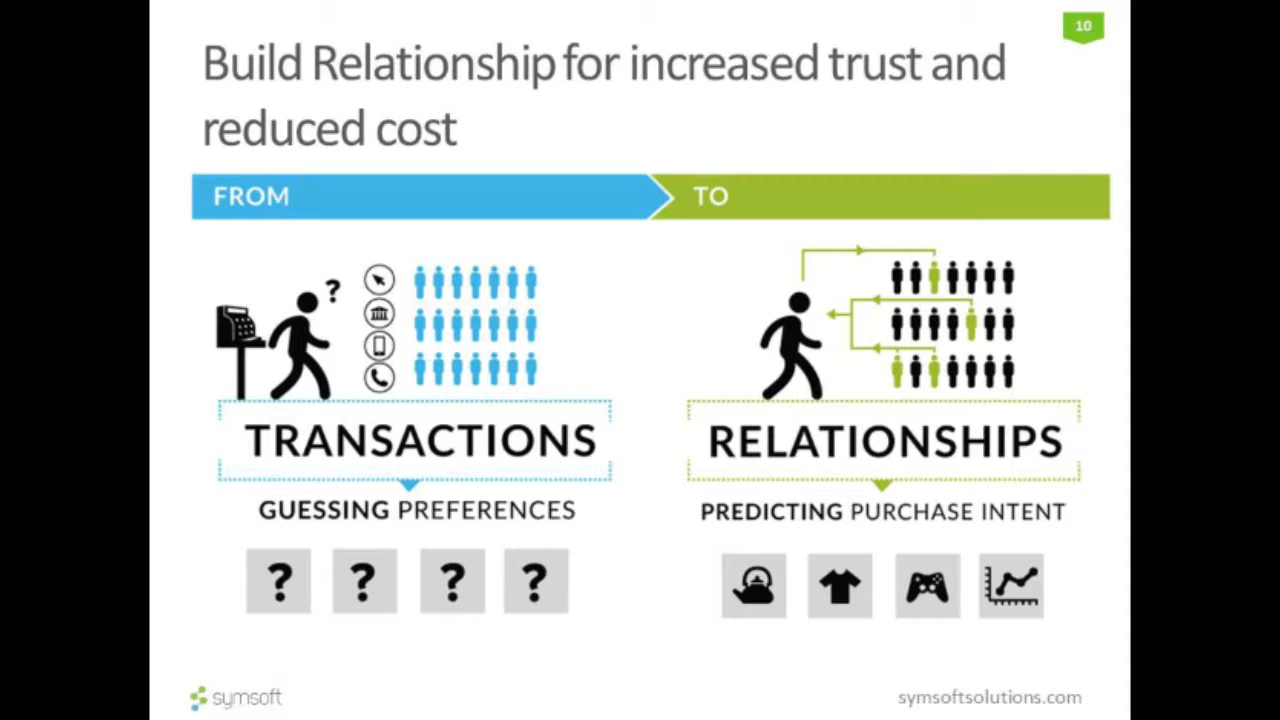 10
Build Relationship for increased trust and
reduced cost
FROM
TO
?
TRANSACTIONS
RELATIONSHIPS
GUESSING PREFERENCES
PREDICTING PURCHASE INTENT
? ? ? ?
symsoft
symsoftsolutions.com